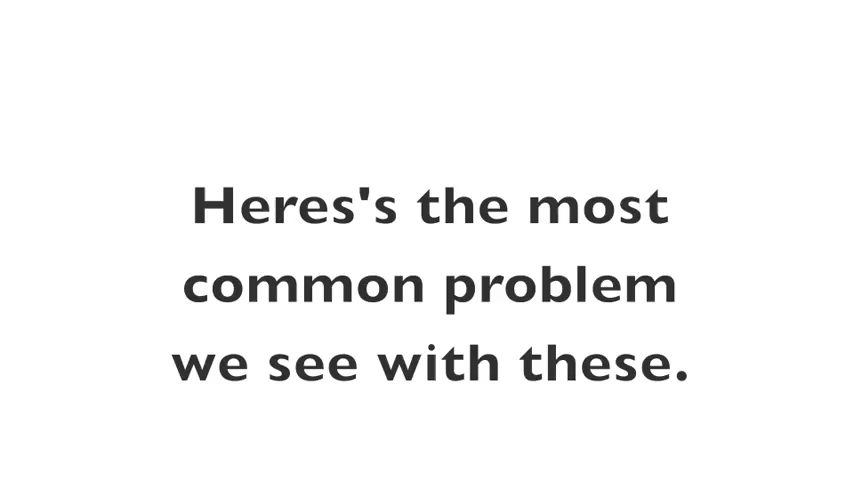 Heres's the most
common problem
we see with these.